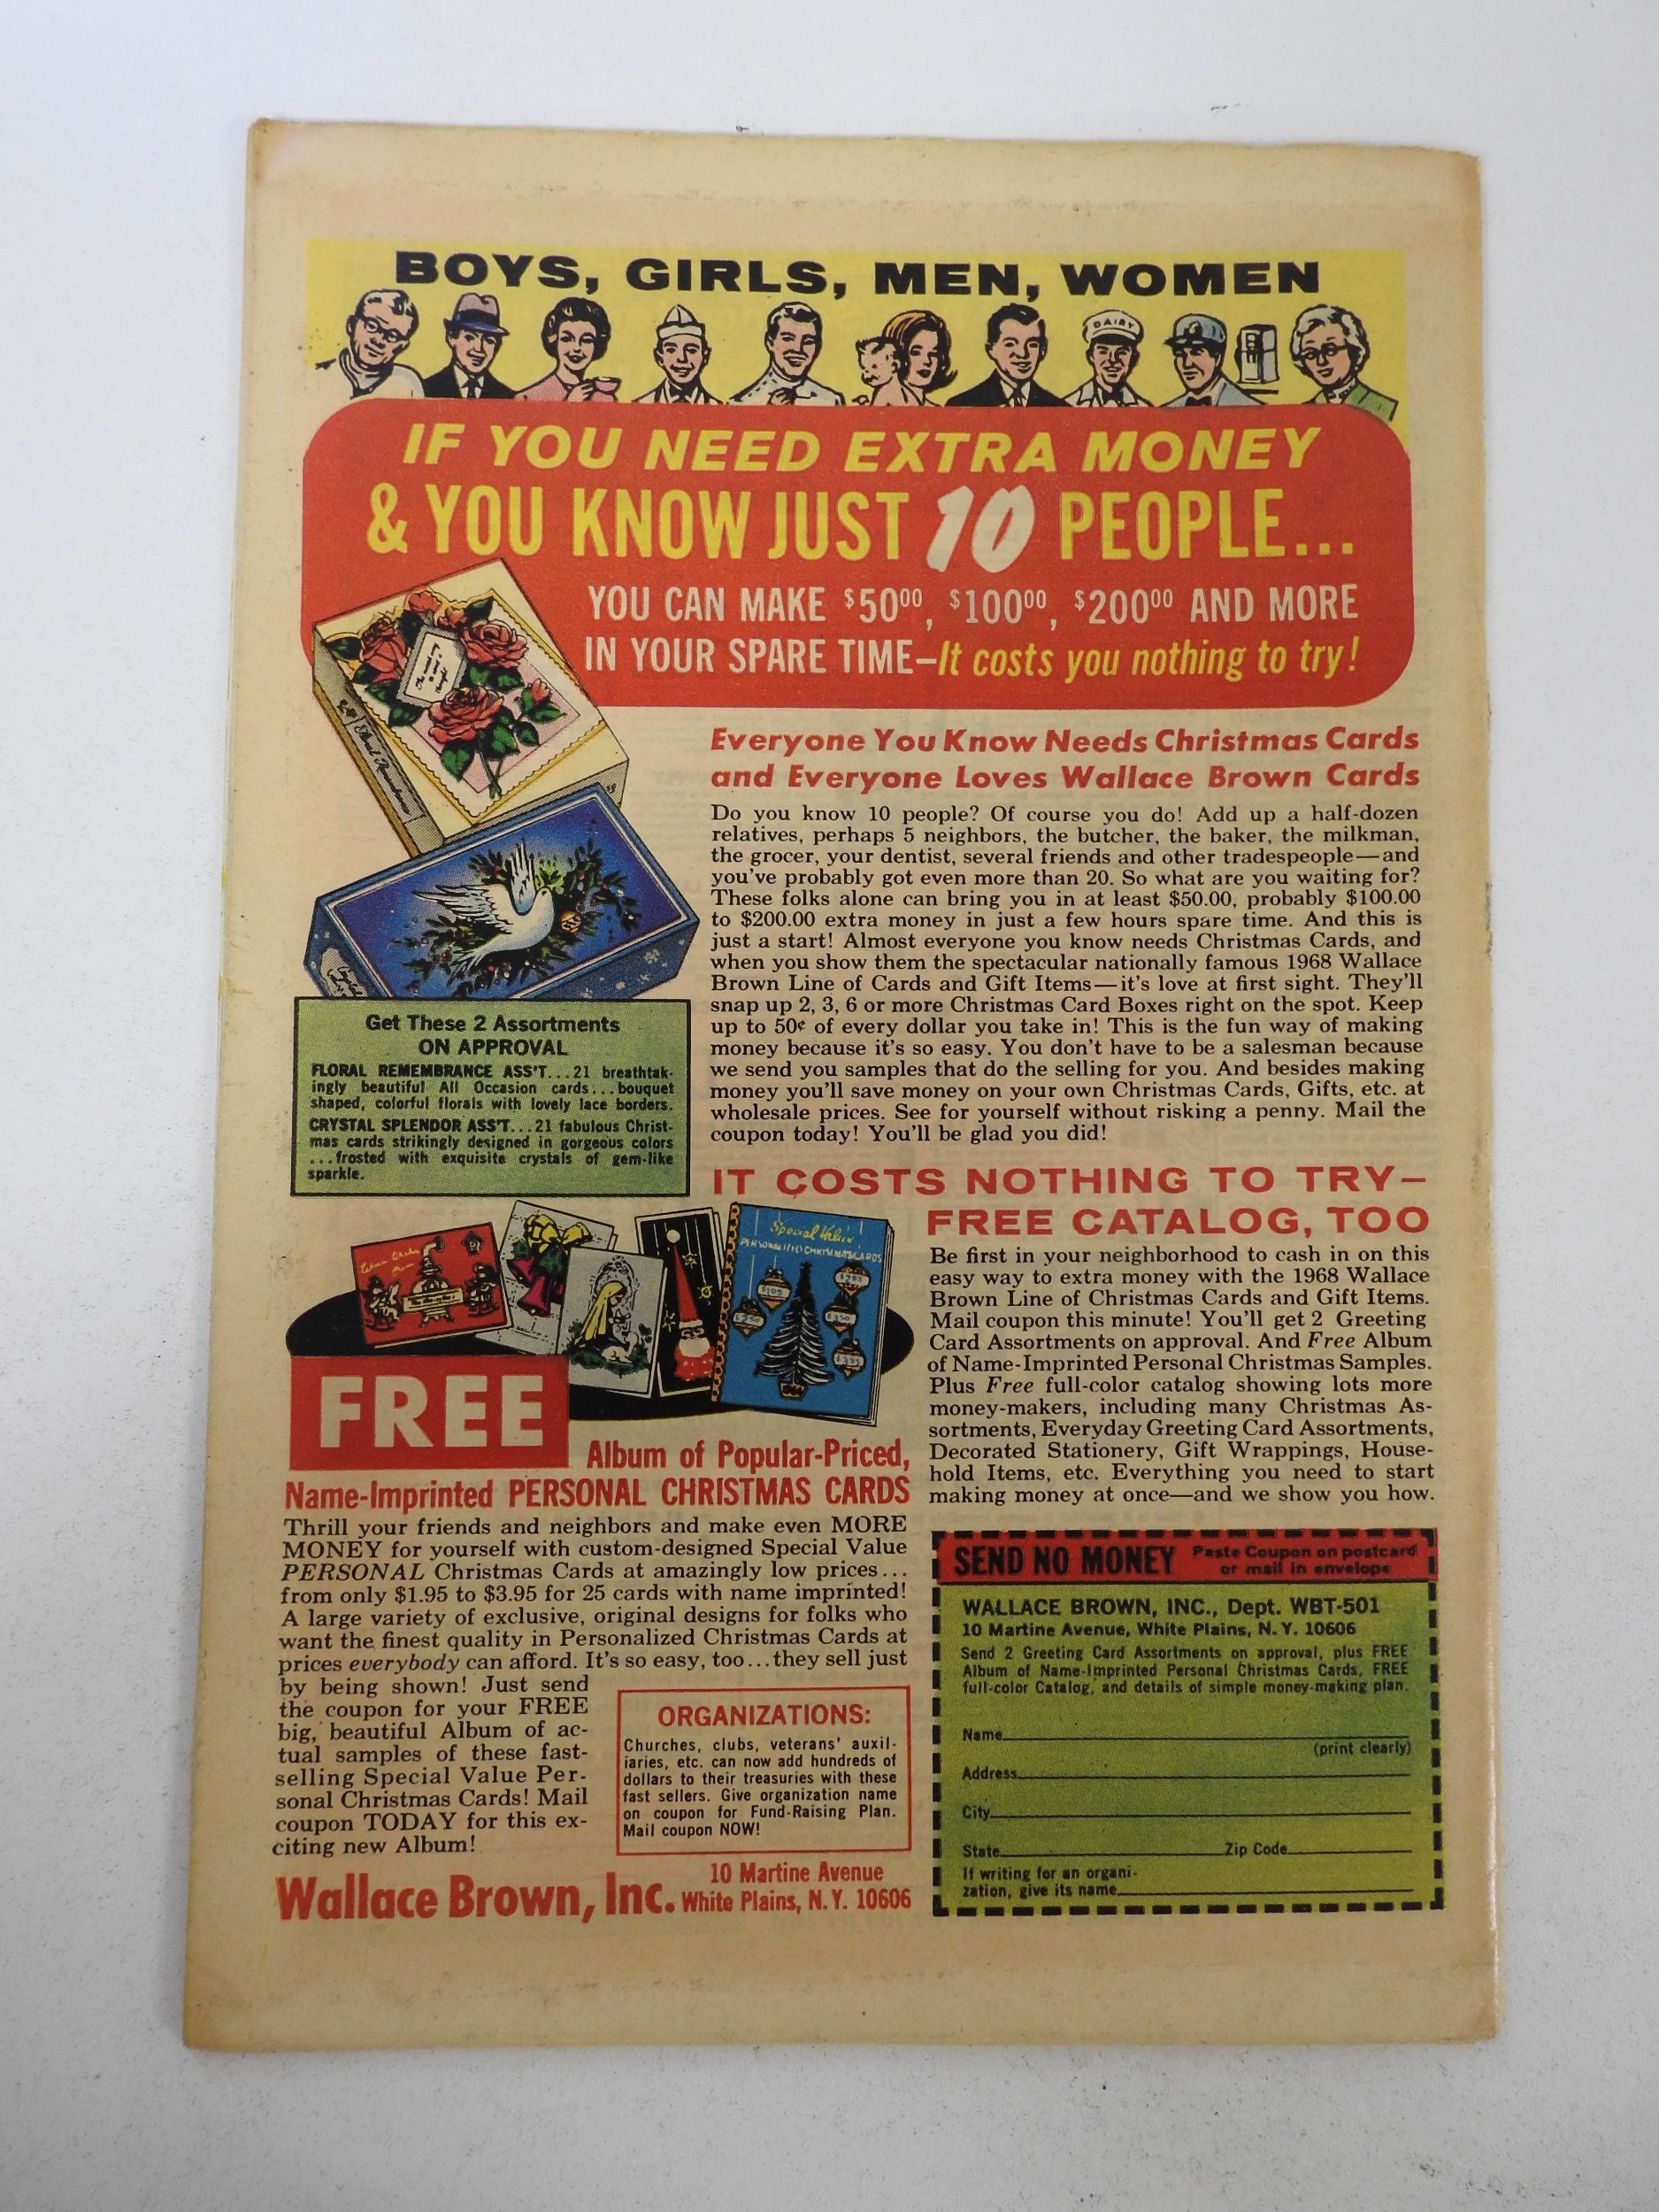 BOYS, GIRLS, MEN, WOMEN
DAIRY
IF YOU NEED EXTRA MONEY
& YOU KNOW JUST 10 PEOPLE...
YOU CAN MAKE $50⁰⁰, $100⁰⁰, $200⁰⁰ AND MORE
IN YOUR SPARE TIME—It costs you nothing to try!
Everyone You Know Needs Christmas Cards
and Everyone Loves Wallace Brown Cards
Do you know 10 people? Of course you do! Add up a half-dozen
relatives, perhaps 5 neighbors, the butcher, the baker, the milkman,
the grocer, your dentist, several friends and other tradespeople—and
you've probably got even more than 20. So what are you waiting for?
These folks alone can bring you in at least $50.00, probably $100.00
to $200.00 extra money in just a few hours spare time. And this is
just a start! Almost everyone you know needs Christmas Cards, and
when you show them the spectacular nationally famous 1968 Wallace
Brown Line of Cards and Gift Items—it's love at first sight. They'll
snap up 2, 3, 6 or more Christmas Card Boxes right on the spot. Keep
up to 50¢ of every dollar you take in! This is the fun way of making
money because it's so easy. You don't have to be a salesman because
we send you samples that do the selling for you. And besides making
money you'll save money on your own Christmas Cards, Gifts, etc. at
wholesale prices. See for yourself without risking a penny. Mail the
coupon today! You'll be glad you did!
Get These 2 Assortments
ON APPROVAL
FLORAL REMEMBRANCE ASS'T...21 breathtak-
ingly beautiful All Occasion cards...bouquet
shaped, colorful florals with lovely lace borders.
CRYSTAL SPLENDOR ASS'T...21 fabulous Christ-
mas cards strikingly designed in gorgeous colors
...frosted with exquisite crystals of gem-like
sparkle.
IT COSTS NOTHING TO TRY—
FREE CATALOG, TOO
Be first in your neighborhood to cash in on this
easy way to extra money with the 1968 Wallace
Brown Line of Christmas Cards and Gift Items.
Mail coupon this minute! You'll get 2 Greeting
Card Assortments on approval. And Free Album
of Name-Imprinted Personal Christmas Samples.
Plus Free full-color catalog showing lots more
money-makers, including many Christmas As-
sortments, Everyday Greeting Card Assortments,
Decorated Stationery, Gift Wrappings, House-
hold Items, etc. Everything you need to start
making money at once—and we show you how.
Special Value
PERSONALIZED CHRISTMAS CARDS
FREE
Album of Popular-Priced,
Name-Imprinted PERSONAL CHRISTMAS CARDS
Thrill your friends and neighbors and make even MORE
MONEY for yourself with custom-designed Special Value
PERSONAL Christmas Cards at amazingly low prices...
from only $1.95 to $3.95 for 25 cards with name imprinted!
A large variety of exclusive, original designs for folks who
want the finest quality in Personalized Christmas Cards at
prices everybody can afford. It's so easy, too...they sell just
by being shown! Just send
the coupon for your FREE
big, beautiful Album of ac-
tual samples of these fast-
selling Special Value Per-
sonal Christmas Cards! Mail
coupon TODAY for this ex-
citing new Album!
ORGANIZATIONS:
Churches, clubs, veterans' auxil-
iaries, etc. can now add hundreds of
dollars to their treasuries with these
fast sellers. Give organization name
on coupon for Fund-Raising Plan.
Mail coupon NOW!
Wallace Brown, Inc.
10 Martine Avenue
White Plains, N.Y. 10606
SEND NO MONEY
Paste Coupon on postcard
or mail in envelope
WALLACE BROWN, INC., Dept. WBT-501
10 Martine Avenue, White Plains, N.Y. 10606
Send 2 Greeting Card Assortments on approval, plus FREE
Album of Name-Imprinted Personal Christmas Cards, FREE
full-color Catalog, and details of simple money-making plan.
Name
(print clearly)
Address
City
State Zip Code
If writing for an organi-
zation, give its name